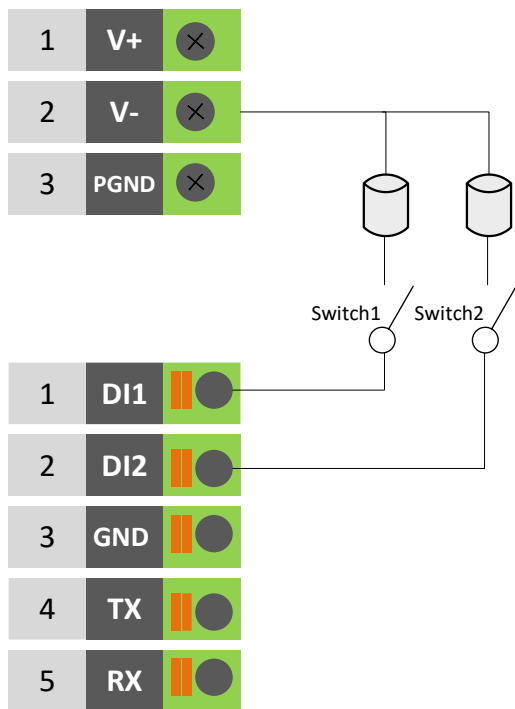 1 V+
2 V-
3 PGND
Switch1 Switch2
1 DI1
2 DI2
3 GND
4 TX
5 RX